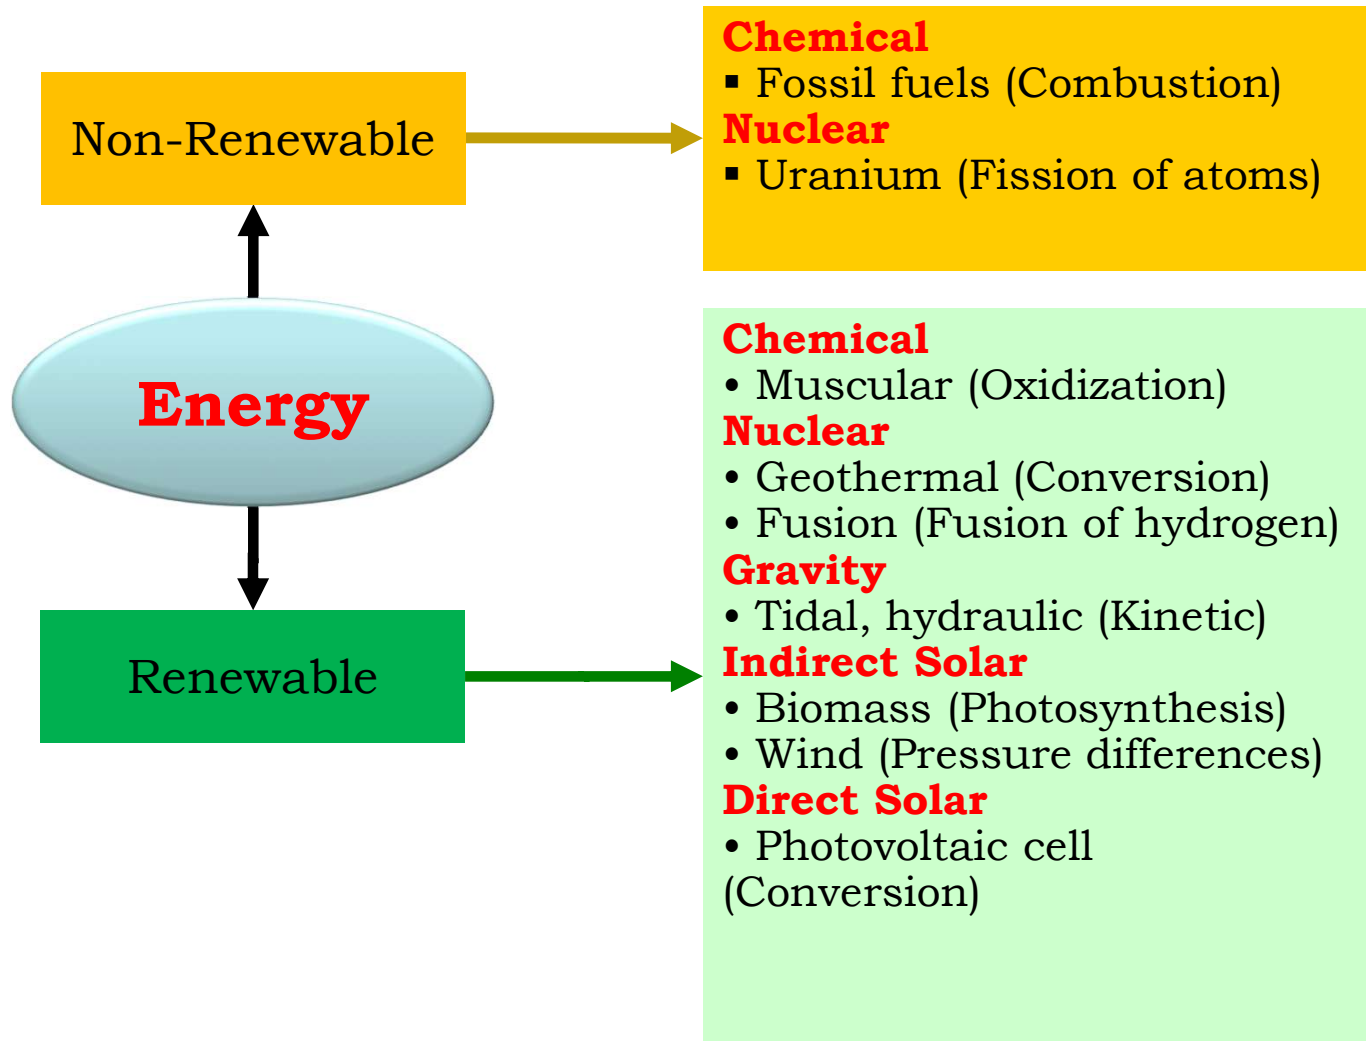 Non-Renewable
Energy
Renewable
Chemical
▪ Fossil fuels (Combustion)
Nuclear
▪ Uranium (Fission of atoms)
Chemical
• Muscular (Oxidization)
Nuclear
• Geothermal (Conversion)
• Fusion (Fusion of hydrogen)
Gravity
• Tidal, hydraulic (Kinetic)
Indirect Solar
• Biomass (Photosynthesis)
• Wind (Pressure differences)
Direct Solar
• Photovoltaic cell
(Conversion)